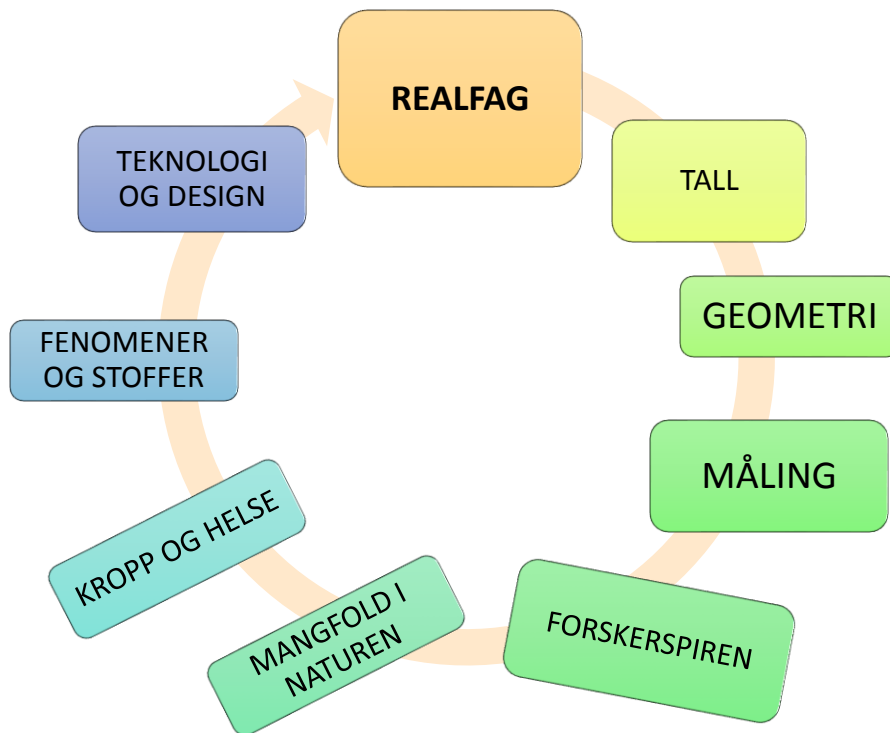 REALFAG
TALL
GEOMETRI
MÅLING
FORSKERSPIREN
MANGFOLD I
NATUREN
KROPP OG HELSE
FENOMENER
OG STOFFER
TEKNOLOGI
OG DESIGN